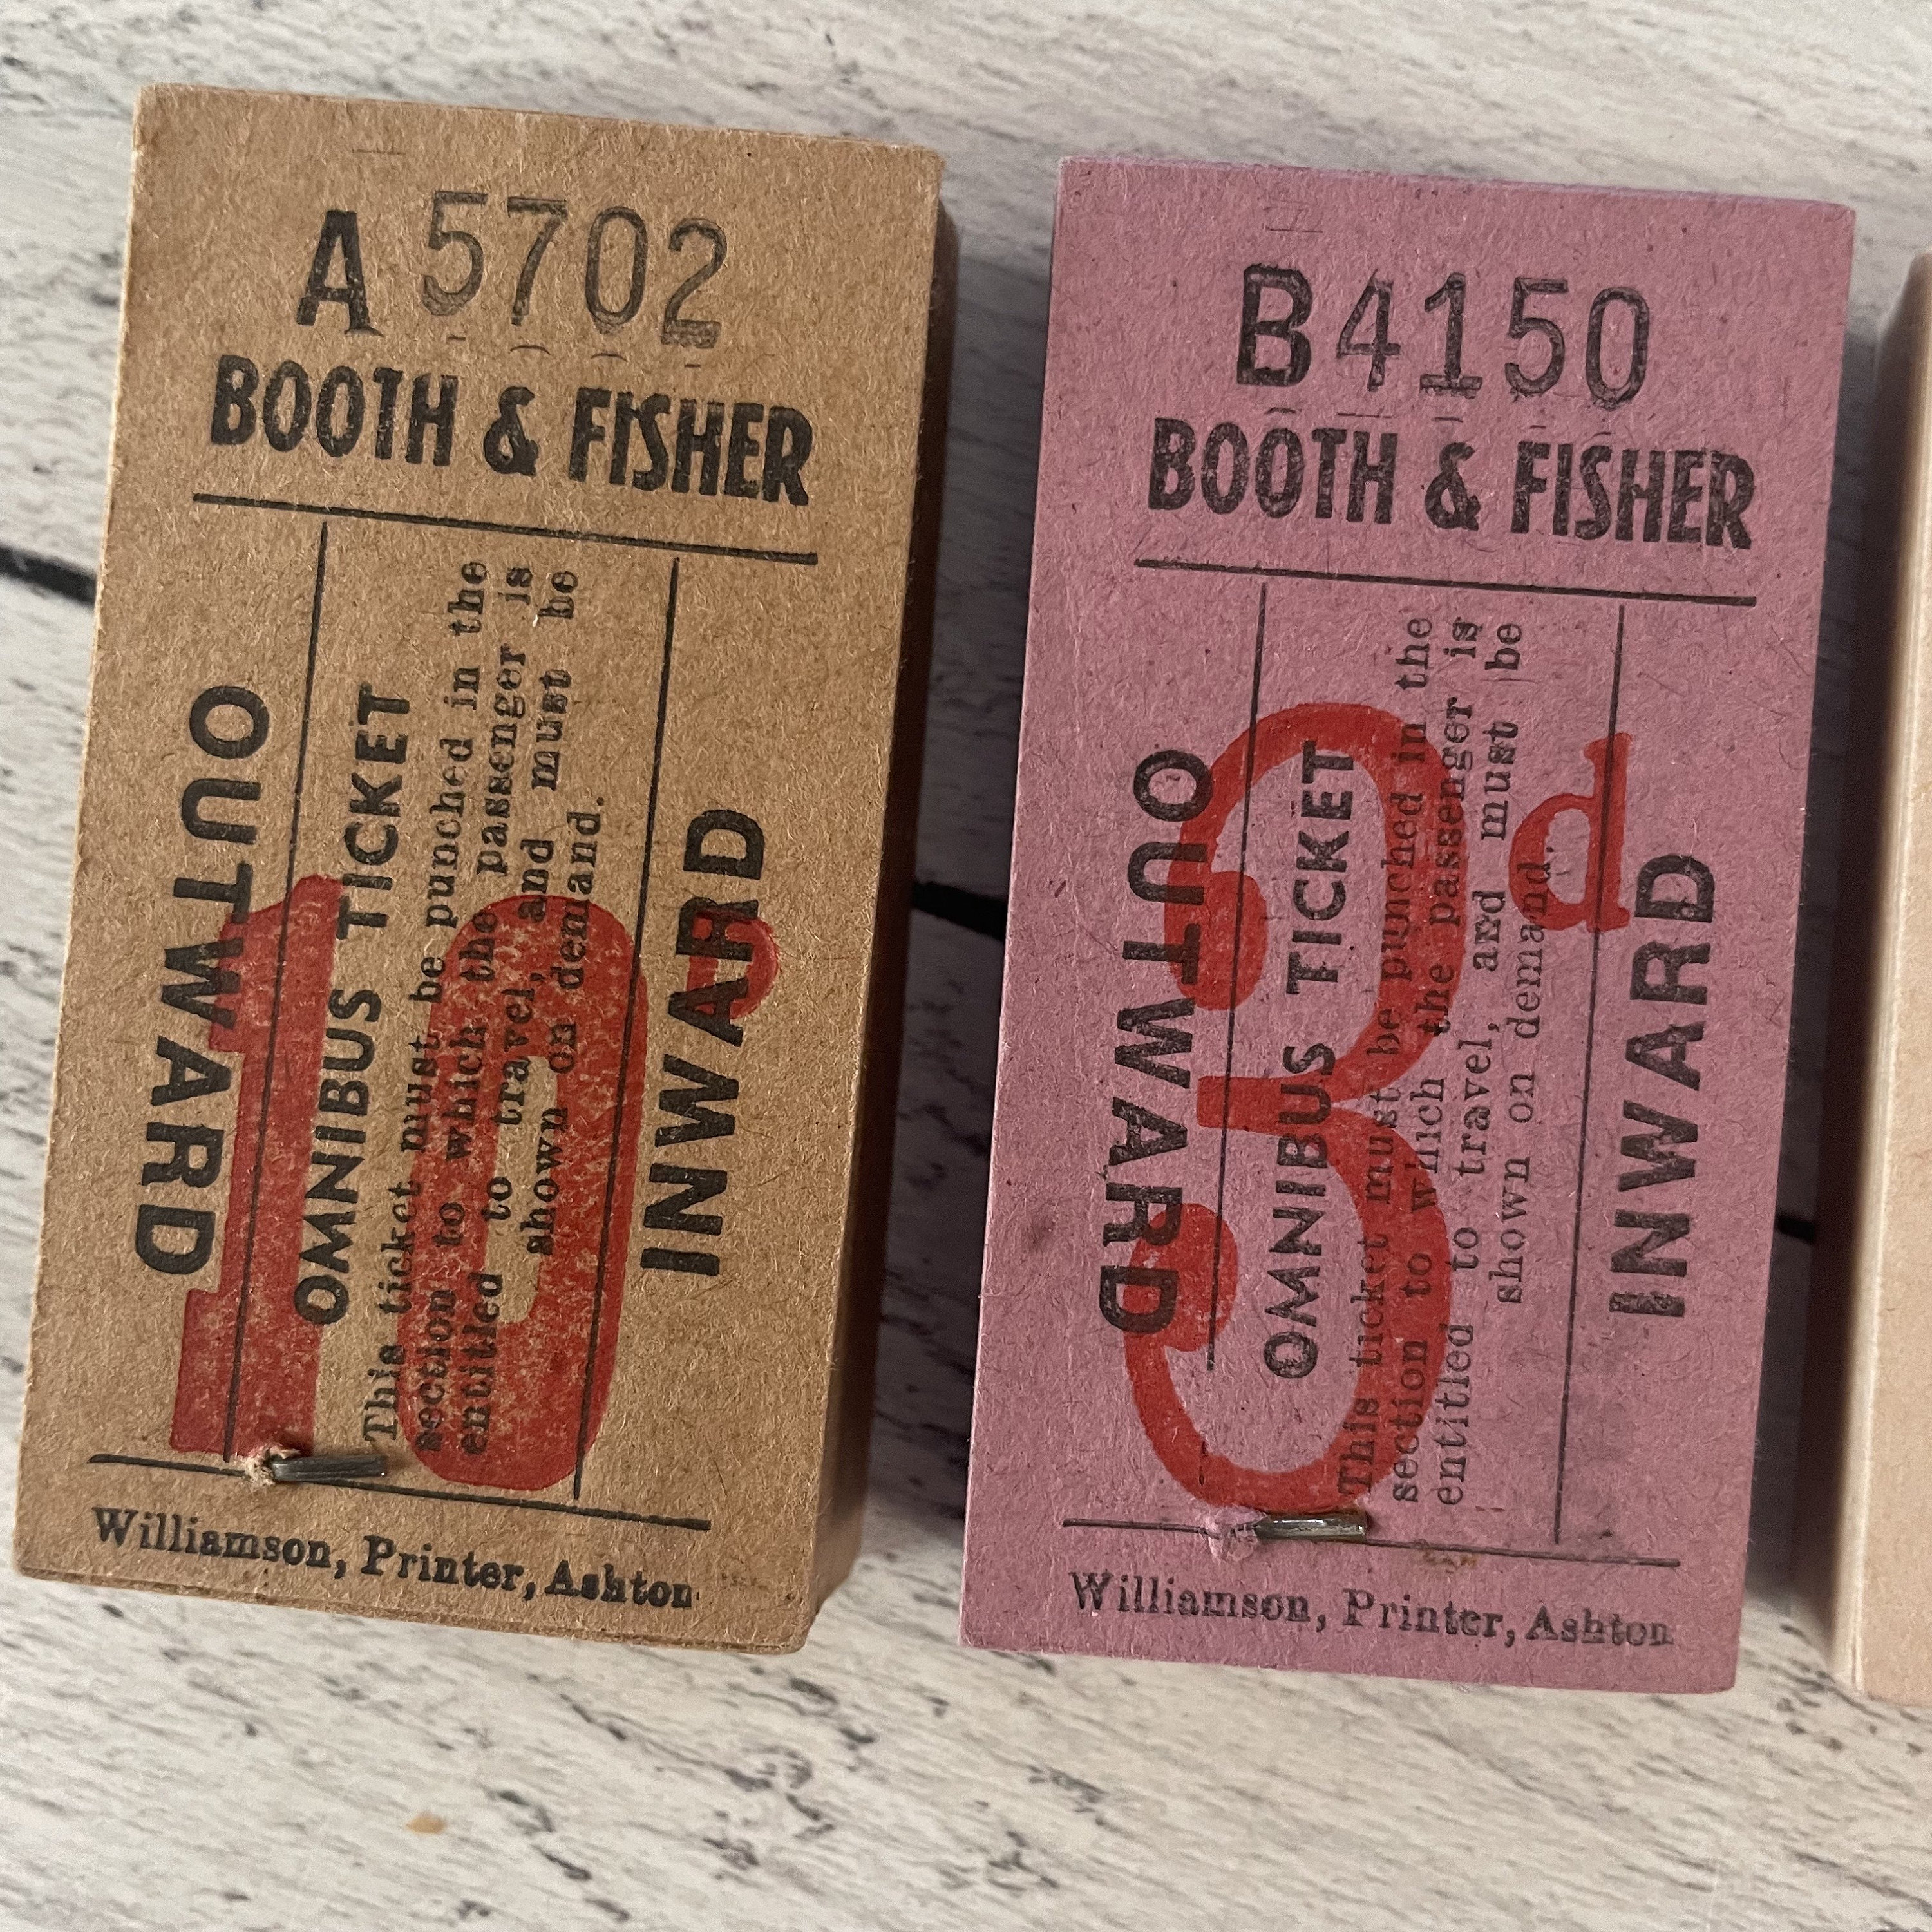 A 5702
BOOTH & FISHER
OUTWARD
OMNIBUS TICKET
This ticket must be punched in the
section to which the passenger is
entitled to travel, and must be
shown on demand.
INWARD
10
Williamson, Printer, Ashton
B4150
BOOTH & FISHER
OUTWARD
OMNIBUS TICKET
This ticket must be punched in the
section to which the passenger is
entitled to travel, and must be
shown on demand.
INWARD
3d
Williamson, Printer, Ashton